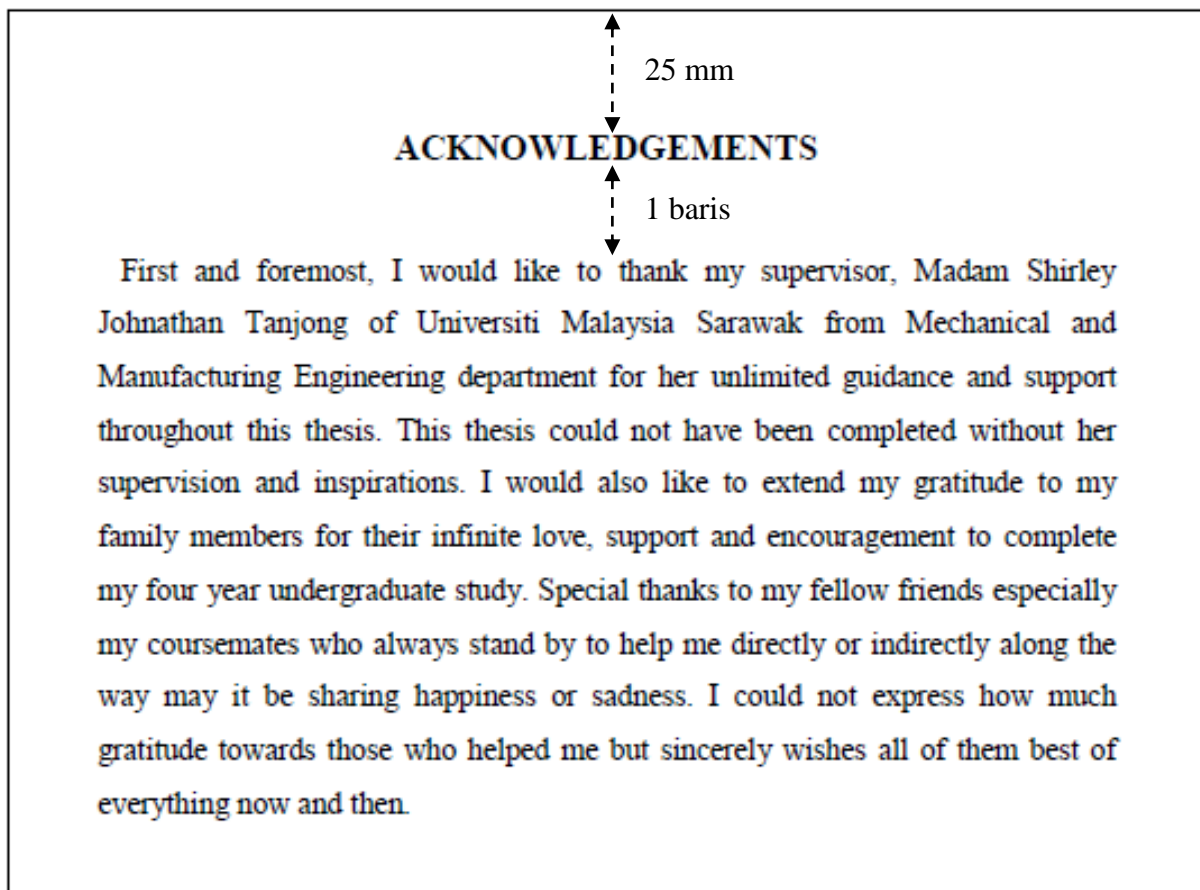 25 mm
ACKNOWLEDGEMENTS
1 baris
First and foremost, I would like to thank my supervisor, Madam Shirley
Johnathan Tanjong of Universiti Malaysia Sarawak from Mechanical and
Manufacturing Engineering department for her unlimited guidance and support
throughout this thesis. This thesis could not have been completed without her
supervision and inspirations. I would also like to extend my gratitude to my
family members for their infinite love, support and encouragement to complete
my four year undergraduate study. Special thanks to my fellow friends especially
my coursemates who always stand by to help me directly or indirectly along the
way may it be sharing happiness or sadness. I could not express how much
gratitude towards those who helped me but sincerely wishes all of them best of
everything now and then.